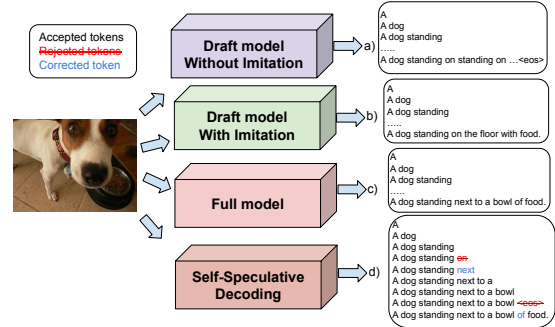 Accepted tokens
Rejected tokens
Corrected token
Draft model
Without Imitation
a)
A
A dog
A dog standing
.....
A dog standing on standing on ...<eos>
Draft model
With Imitation
b)
A
A dog
A dog standing
.....
A dog standing on the floor with food.
Full model
c)
A
A dog
A dog standing
.....
A dog standing next to a bowl of food.
Self-Speculative
Decoding
d)
A
A dog
A dog standing
A dog standing on
A dog standing next
A dog standing next to a
A dog standing next to a bowl
A dog standing next to a bowl <eos>
A dog standing next to a bowl of food.